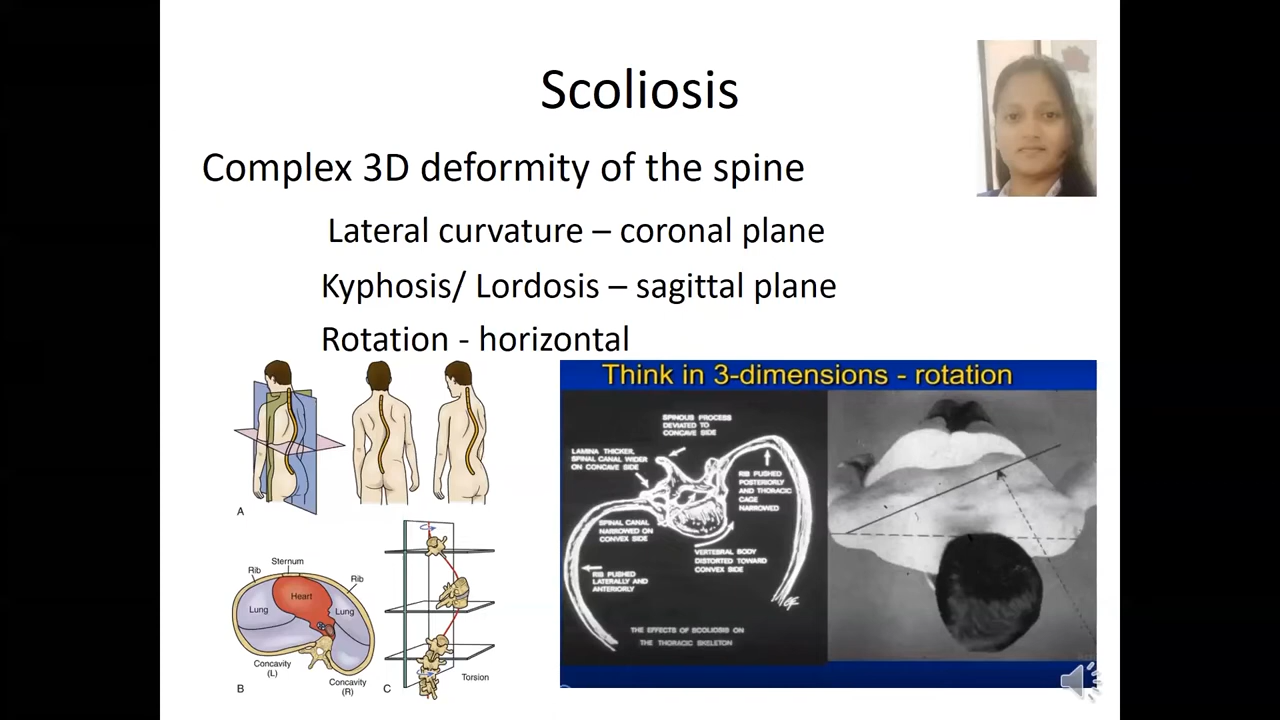 Scoliosis
Complex 3D deformity of the spine
Lateral curvature – coronal plane
Kyphosis/ Lordosis – sagittal plane
Rotation - horizontal
A
Sternum
Rib
Rib
Heart
Lung
Lung
Concavity
(L)
Concavity
(R)
B
C
Torsion
Think in 3-dimensions - rotation
SPINOUS PROCESS
DEVIATED TO
CONCAVE SIDE
LAMINA THICKER,
SPINAL CANAL WIDER
ON CONCAVE SIDE
RIB PUSHED
POSTERIORLY
AND THORACIC
CAGE
NARROWED
SPINAL CANAL
NARROWED ON
CONVEX SIDE
VERTEBRAL BODY
DISTORTED TOWARD
CONVEX SIDE
RIB PUSHED
LATERALLY AND
ANTERIORLY
THE EFFECTS OF SCOLIOSIS ON
THE THORACIC SKELETON